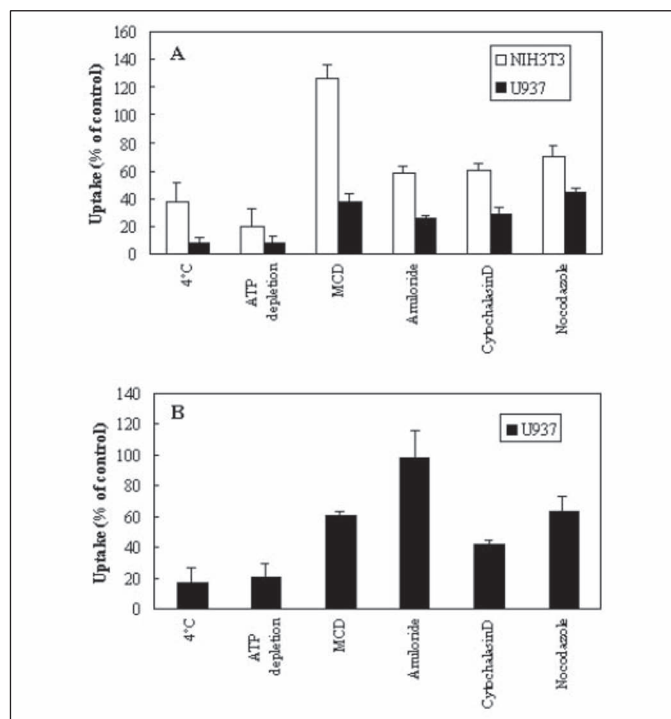 A
NIH3T3
U937
Uptake (% of control)
160
140
120
100
80
60
40
20
0
4°C
ATP
depletion
MCD
Amiloride
CytochalasinD
Nocodazole
B
U937
Uptake (% of control)
140
120
100
80
60
40
20
0
4°C
ATP
depletion
MCD
Amiloride
CytochalasinD
Nocodazole